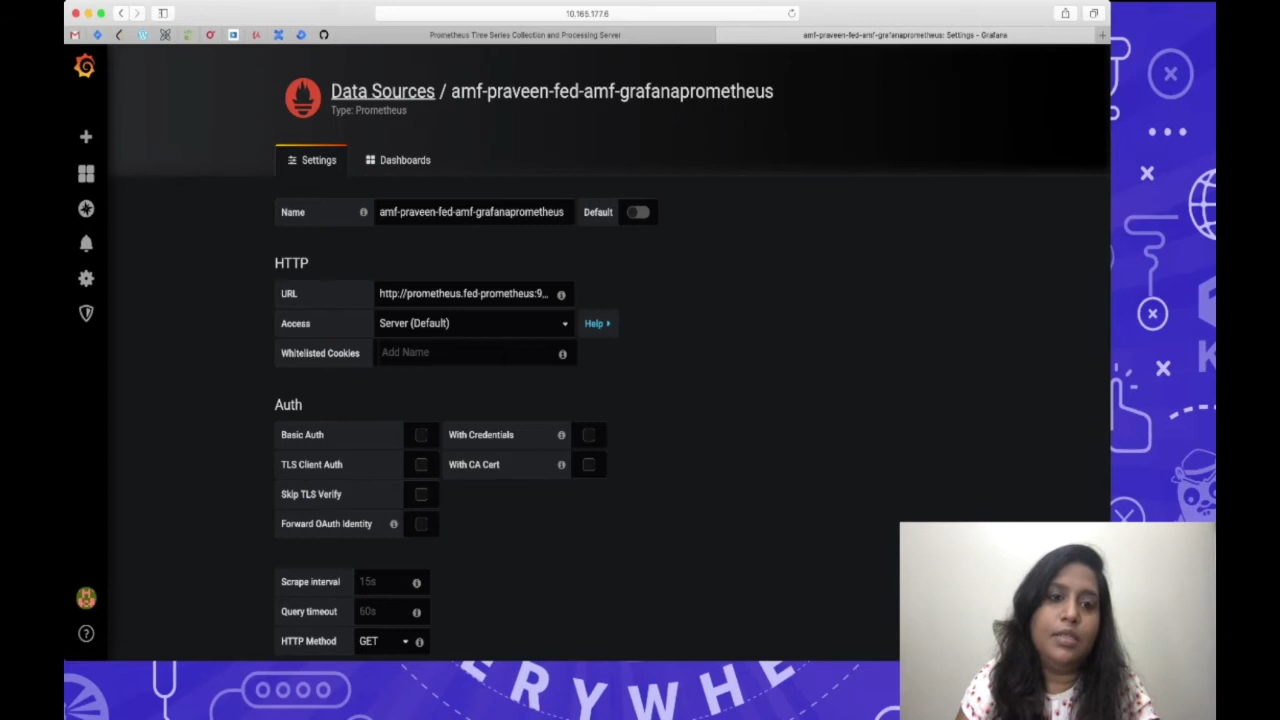 10.165.177.6
Prometheus Time Series Collection and Processing Server
amf-praveen-fed-amf-grafanaprometheus: Settings - Grafana
Data Sources / amf-praveen-fed-amf-grafanaprometheus
Type: Prometheus
Settings
Dashboards
Name
amf-praveen-fed-amf-grafanaprometheus
Default
HTTP
URL
http://prometheus.fed-prometheus:9...
Access
Server (Default)
Help
Whitelisted Cookies
Add Name
Auth
Basic Auth
With Credentials
TLS Client Auth
With CA Cert
Skip TLS Verify
Forward OAuth Identity
Scrape interval
15s
Query timeout
60s
HTTP Method
GET
ERYWHE